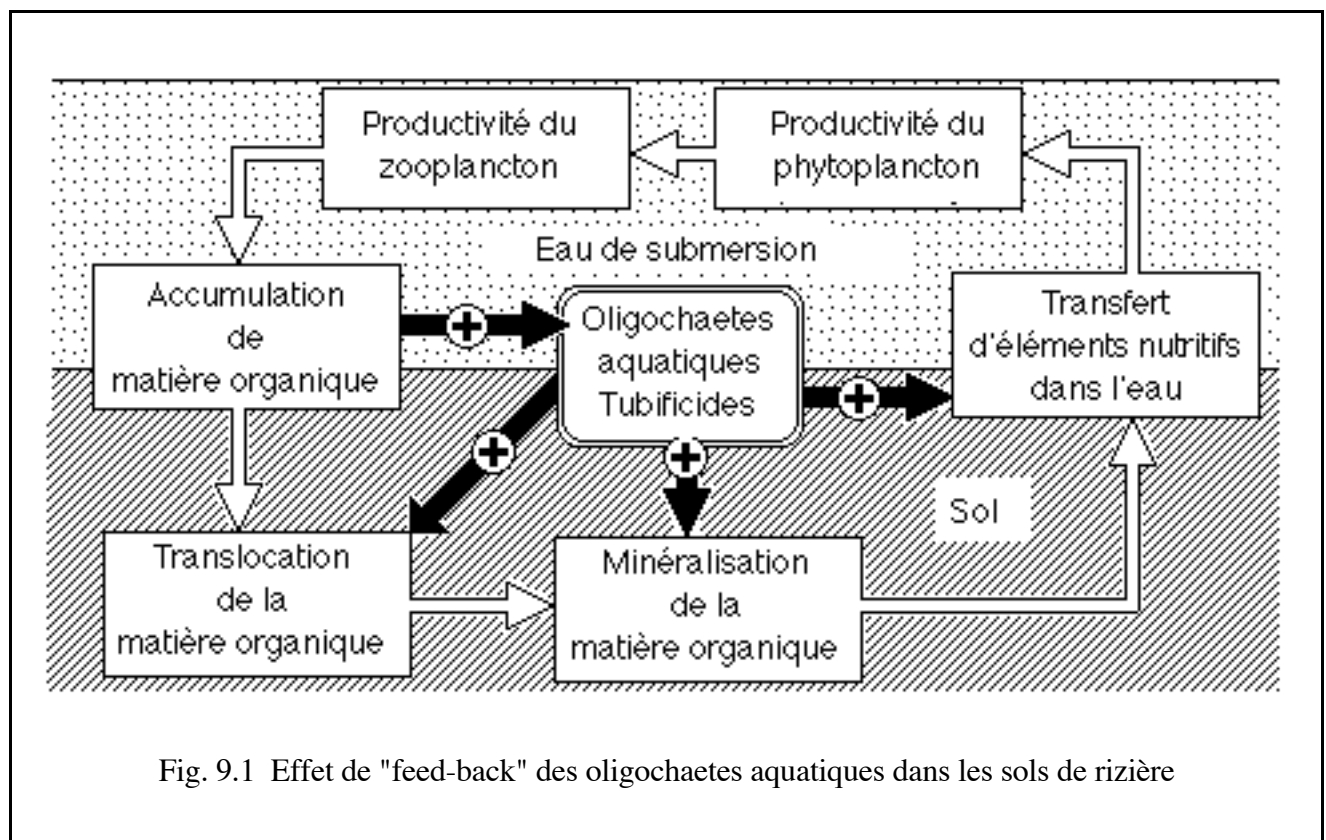 Productivité du
zooplancton
Productivité du
phytoplancton
Eau de submersion
Accumulation
de
matière organique
+
Oligochaetes
aquatiques
Tubificides
+
Transfert
d'éléments nutritifs
dans l'eau
+
+
Sol
Translocation
de la
matière organique
Minéralisation
de la
matière organique
Fig. 9.1 Effet de "feed-back" des oligochaetes aquatiques dans les sols de rizière